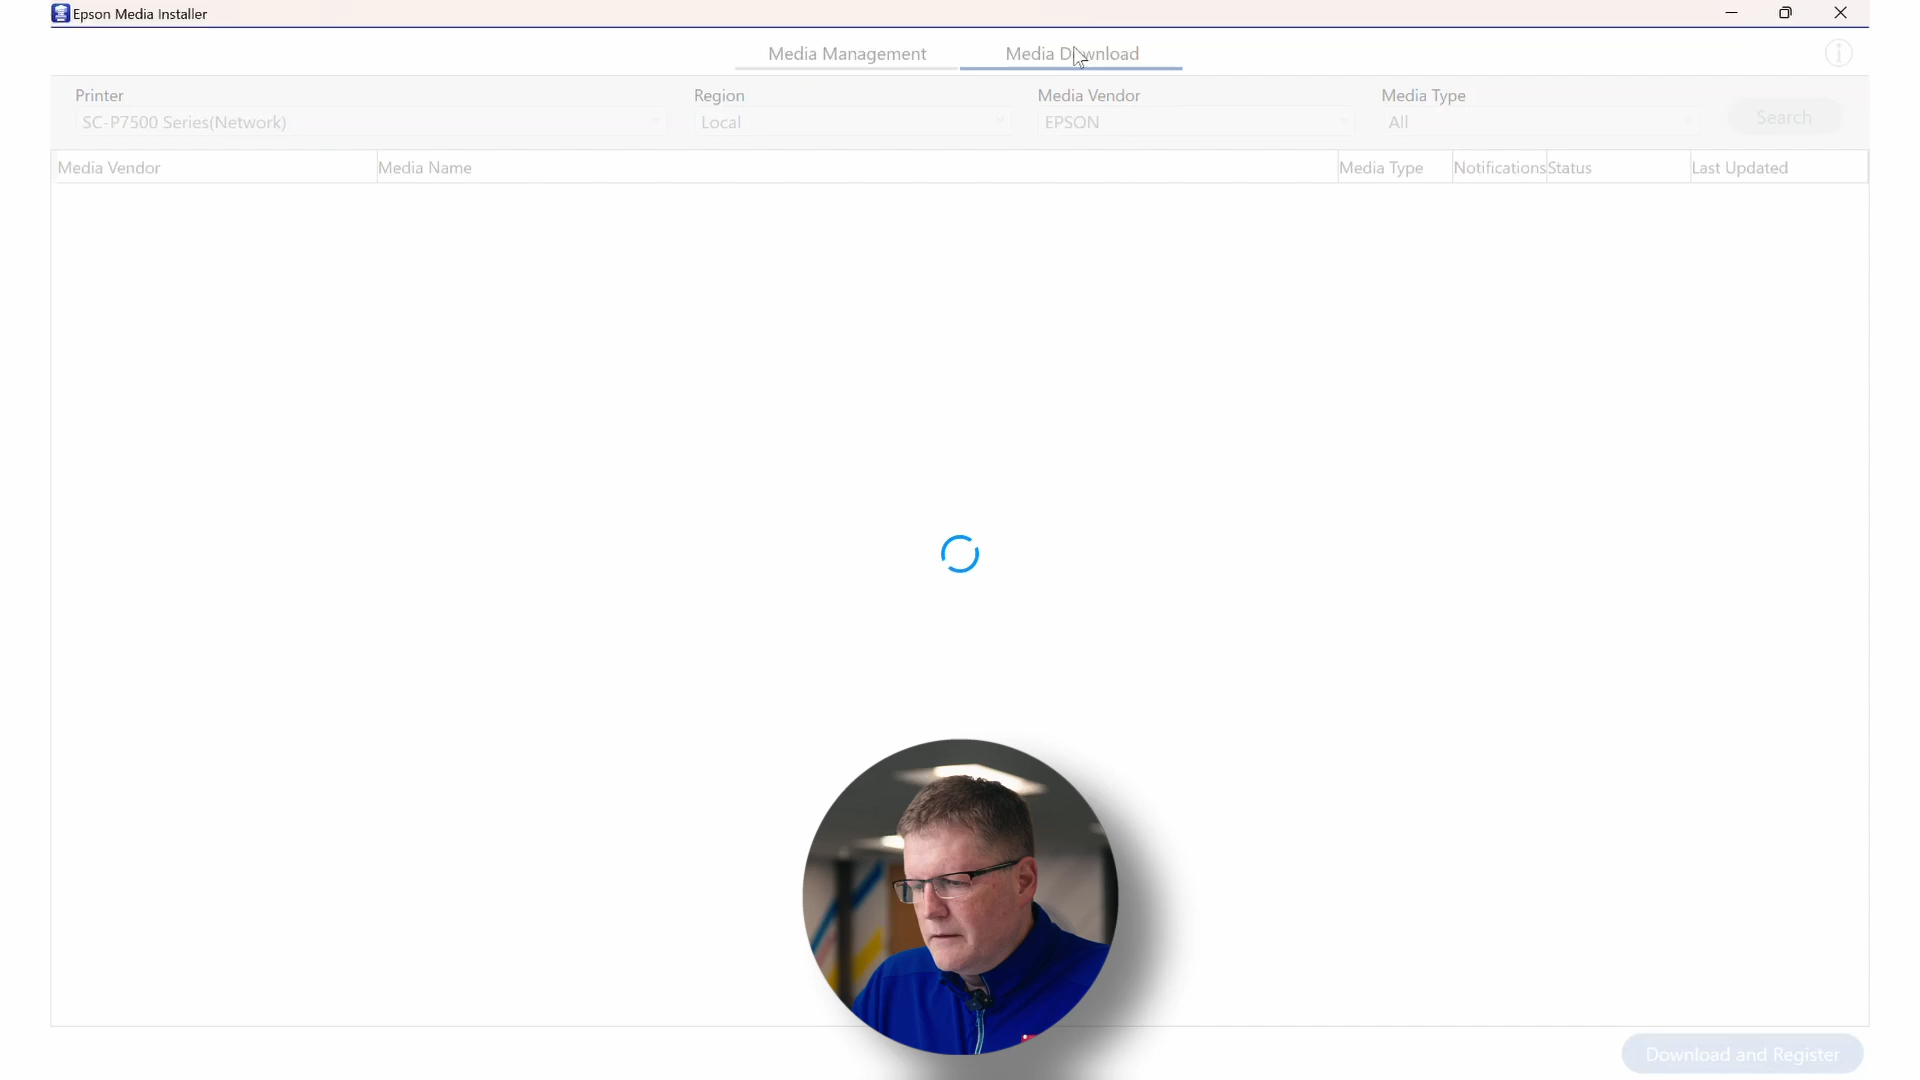 Epson Media Installer
Media Management Media Download
Printer Region Media Vendor Media Type
SC-P7500 Series(Network) Local EPSON All Search
Media Vendor Media Name Media Type Notifications Status Last Updated
Download and Register